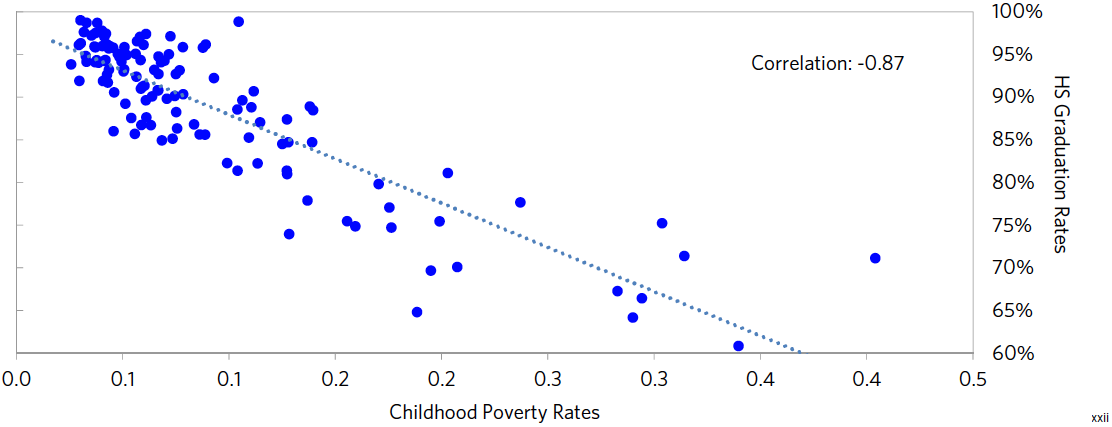 100%
95%
90%
85%
80%
75%
70%
65%
60%
HS Graduation Rates
Correlation: -0.87
0.0 0.1 0.1 0.2 0.2 0.3 0.3 0.4 0.4 0.5
Childhood Poverty Rates
xxii